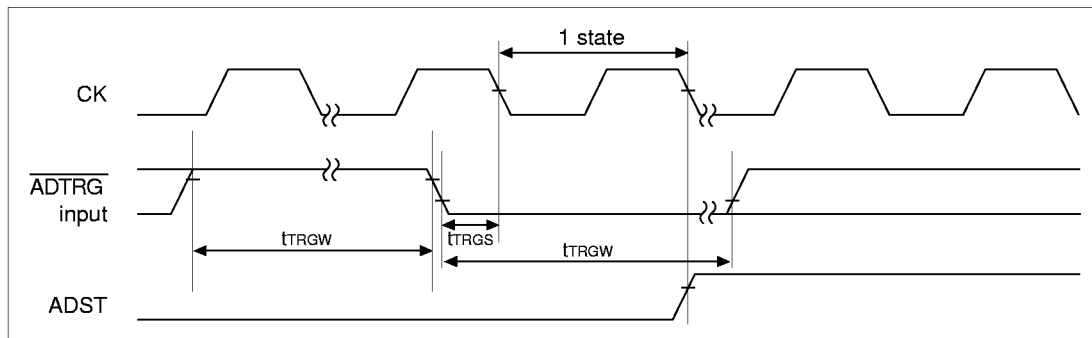 1 state
CK
ADTRG
input
tTRGW
tTRGS
tTRGW
ADST